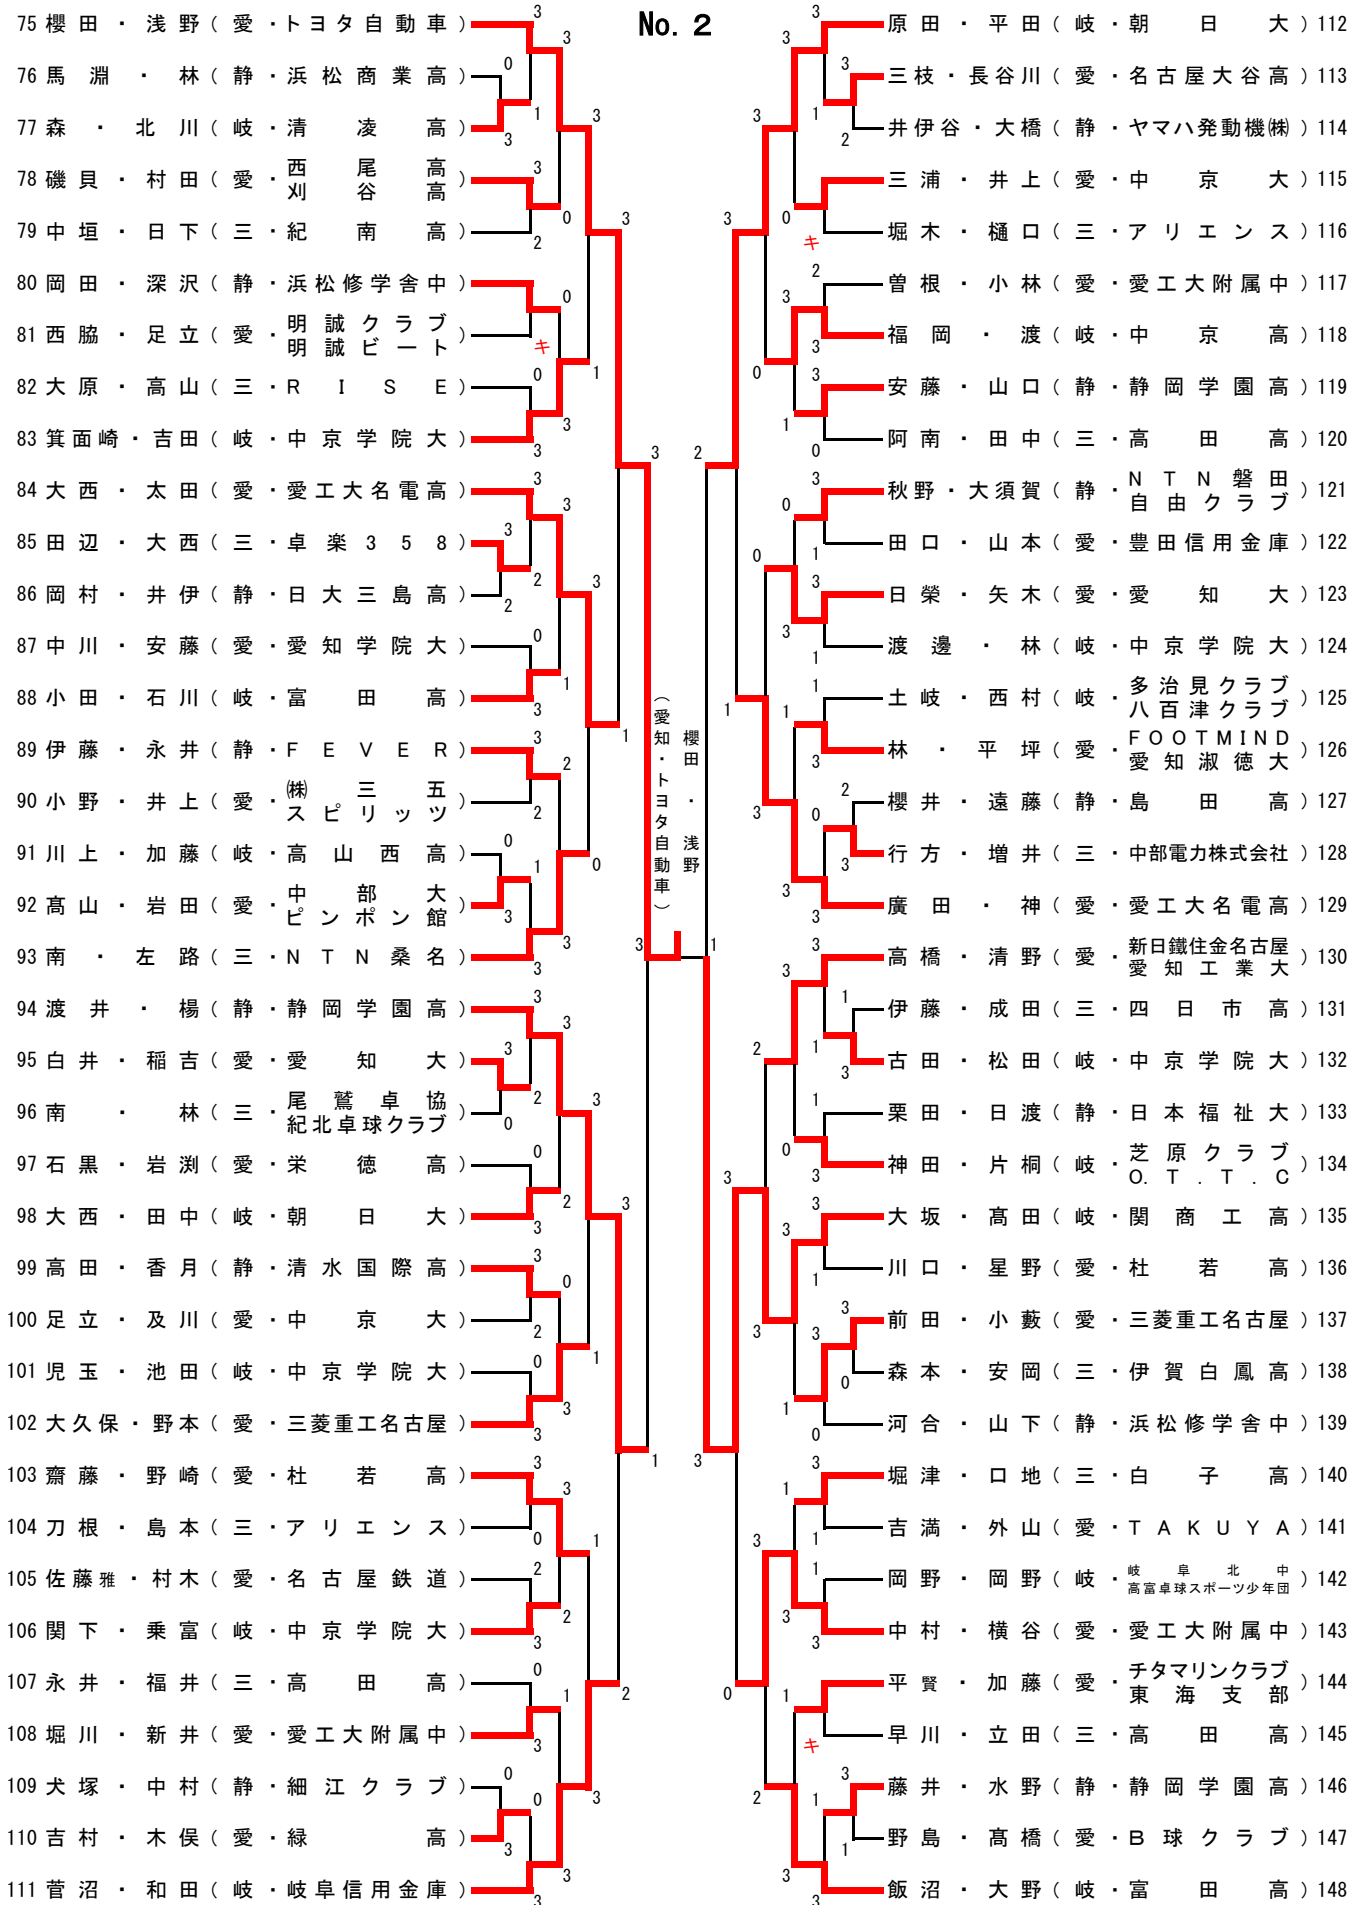 No. 2
75 櫻田・浅野(愛・トヨタ自動車)
76 馬淵・林(静・浜松商業高)
77 森・北川(岐・清凌高)
78 磯貝・村田(愛・西尾高 刈谷高)
79 中垣・日下(三・紀南高)
80 岡田・深沢(静・浜松修学舎中)
81 西脇・足立(愛・明誠クラブ 明誠ビート)
82 大原・高山(三・RISE)
83 箕面崎・吉田(岐・中京学院大)
84 大西・太田(愛・愛工大名電高)
85 田辺・大西(三・卓楽358)
86 岡村・井伊(静・日大三島高)
87 中川・安藤(愛・愛知学院大)
88 小田・石川(岐・富田高)
89 伊藤・永井(静・FEVER)
90 小野・井上(愛・㈱三五 スピリッツ)
91 川上・加藤(岐・高山西高)
92 髙山・岩田(愛・中部大 ピンポン館)
93 南・左路(三・NTN桑名)
94 渡井・楊(静・静岡学園高)
95 白井・稲吉(愛・愛知大)
96 南・林(三・尾鷲卓協 紀北卓球クラブ)
97 石黒・岩渕(愛・栄徳高)
98 大西・田中(岐・朝日大)
99 高田・香月(静・清水国際高)
100 足立・及川(愛・中京大)
101 児玉・池田(岐・中京学院大)
102 大久保・野本(愛・三菱重工名古屋)
103 齋藤・野崎(愛・杜若高)
104 刀根・島本(三・アリエンス)
105 佐藤雅・村木(愛・名古屋鉄道)
106 関下・乗富(岐・中京学院大)
107 永井・福井(三・高田高)
108 堀川・新井(愛・愛工大附属中)
109 犬塚・中村(静・細江クラブ)
110 吉村・木俣(愛・緑高)
111 菅沼・和田(岐・岐阜信用金庫)
櫻田・浅野
(愛知・トヨタ自動車)
原田・平田(岐・朝日大)112
三枝・長谷川(愛・名古屋大谷高)113
井伊谷・大橋(静・ヤマハ発動機㈱)114
三浦・井上(愛・中京大)115
堀木・樋口(三・アリエンス)116
曽根・小林(愛・愛工大附属中)117
福岡・渡(岐・中京高)118
安藤・山口(静・静岡学園高)119
阿南・田中(三・高田高)120
秋野・大須賀(静・NTN磐田 自由クラブ)121
田口・山本(愛・豊田信用金庫)122
日榮・矢木(愛・愛知大)123
渡邊・林(岐・中京学院大)124
土岐・西村(岐・多治見クラブ 八百津クラブ)125
林・平坪(愛・FOOTMIND 愛知淑徳大)126
櫻井・遠藤(静・島田高)127
行方・増井(三・中部電力株式会社)128
廣田・神(愛・愛工大名電高)129
高橋・清野(愛・新日鐵住金名古屋 愛知工業大)130
伊藤・成田(三・四日市高)131
古田・松田(岐・中京学院大)132
栗田・日渡(静・日本福祉大)133
神田・片桐(岐・芝原クラブ O.T.T.C)134
大坂・髙田(岐・関商工高)135
川口・星野(愛・杜若高)136
前田・小藪(愛・三菱重工名古屋)137
森本・安岡(三・伊賀白鳳高)138
河合・山下(静・浜松修学舎中)139
堀津・口地(三・白子高)140
吉満・外山(愛・TAKUYA)141
岡野・岡野(岐・岐阜北中 高富卓球スポーツ少年団)142
中村・横谷(愛・愛工大附属中)143
平賢・加藤(愛・チタマリンクラブ 東海支部)144
早川・立田(三・高田高)145
藤井・水野(静・静岡学園高)146
野島・髙橋(愛・B球クラブ)147
飯沼・大野(岐・富田高)148